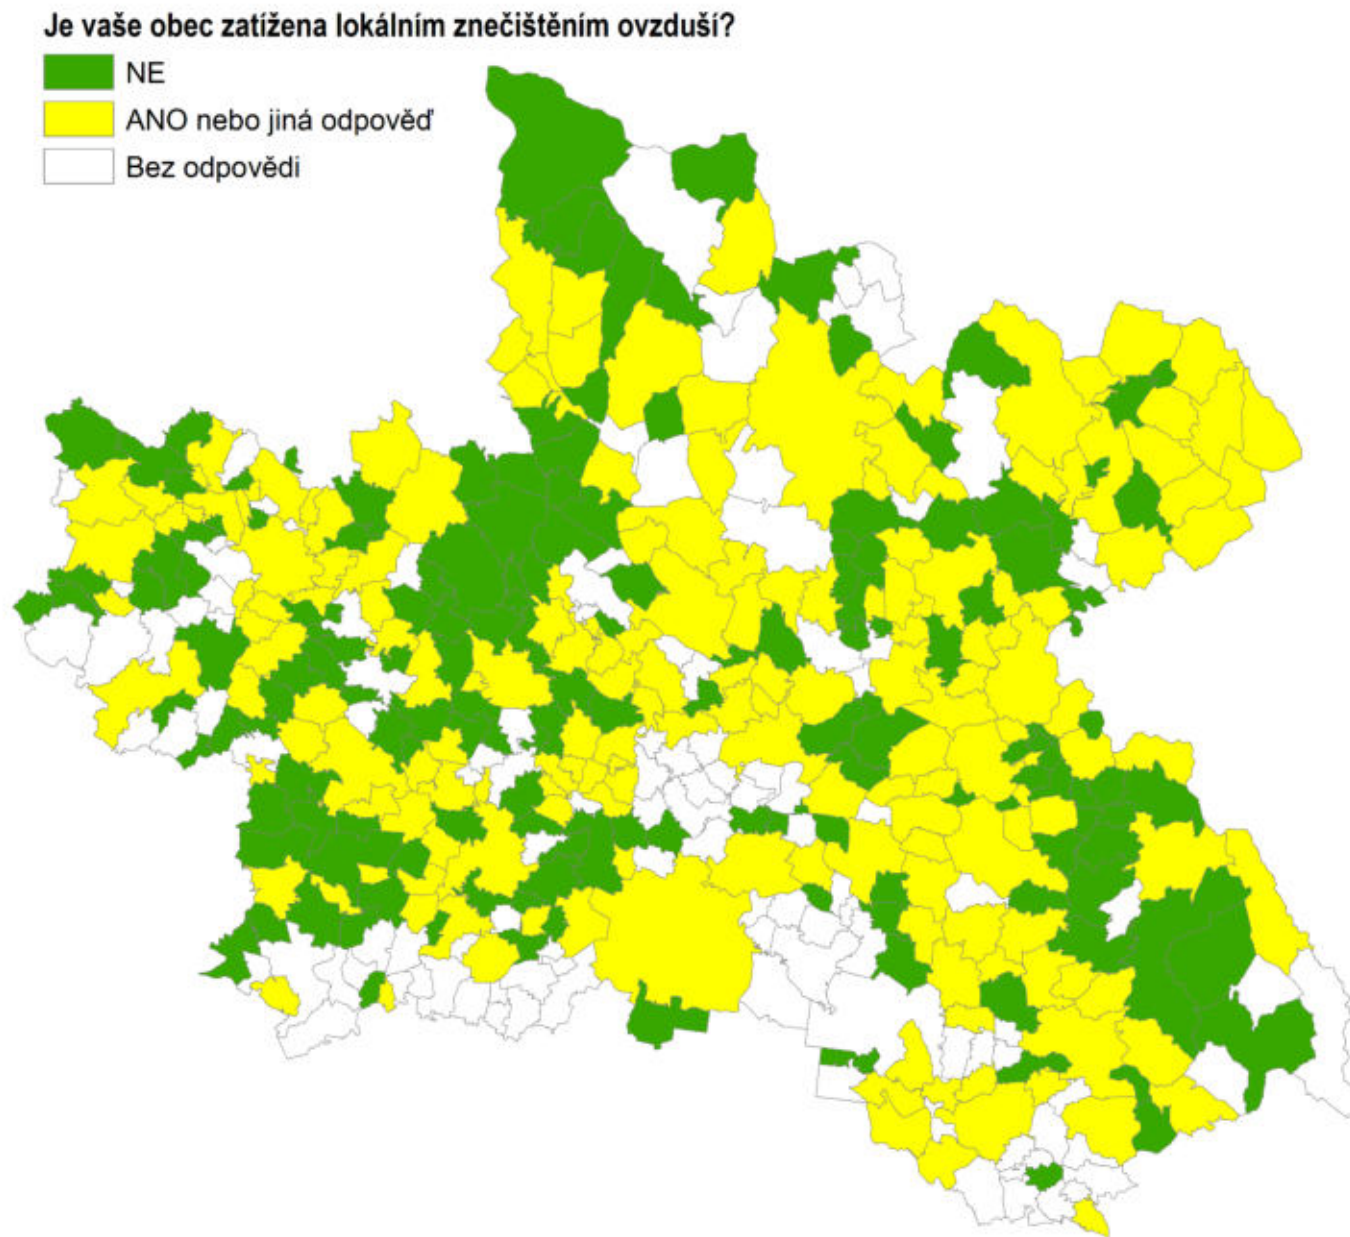 Je vaše obec zatížena lokálním znečištěním ovzduší?
NE
ANO nebo jiná odpověď
Bez odpovědi